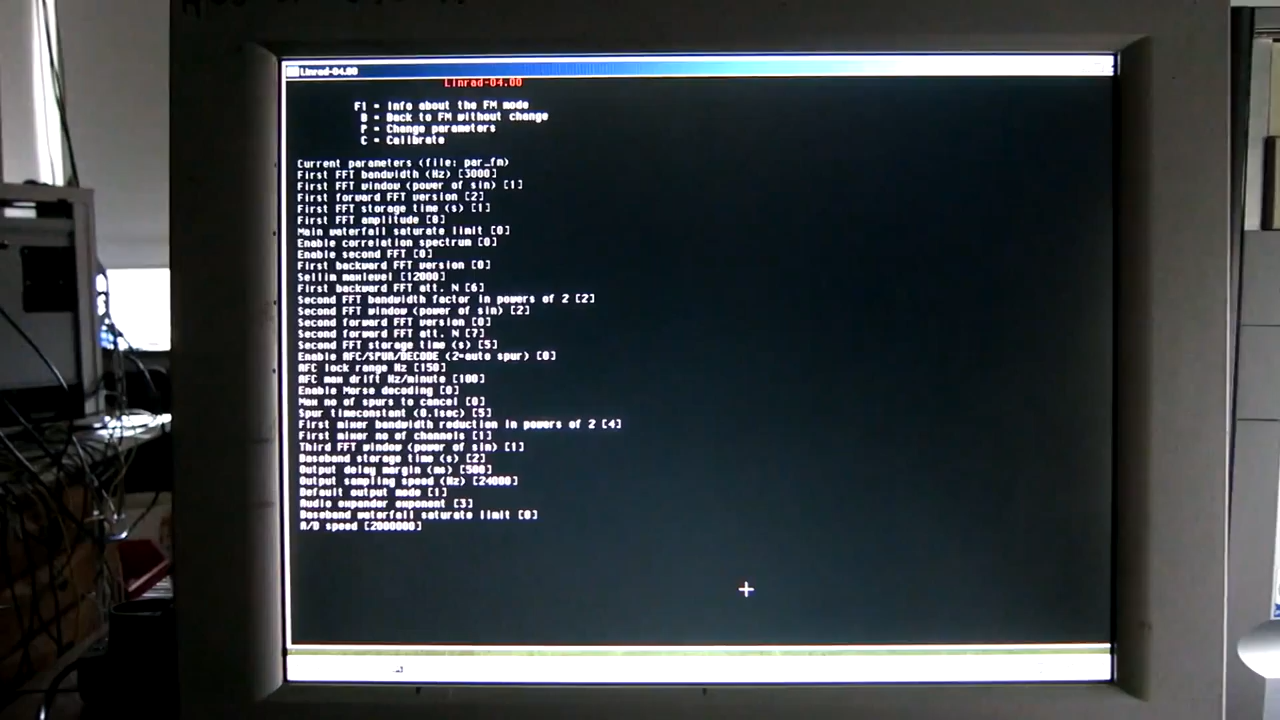 Linrad-04.00
Linrad-04.00
F1 = Info about the FM mode
B = Back to FM without change
P = Change parameters
C = Calibrate
Current parameters (file: par_fm)
First FFT bandwidth (Hz) [3000]
First FFT window (power of sin) [1]
First forward FFT version [2]
First FFT storage time (s) [1]
First FFT amplitude [8]
Main waterfall saturate limit [0]
Enable correlation spectrum [0]
Enable second FFT [0]
First backward FFT version [0]
Sellim maxlevel [12000]
First backward FFT att. N [6]
Second FFT bandwidth factor in powers of 2 [2]
Second FFT window (power of sin) [2]
Second forward FFT version [0]
Second forward FFT att. N [7]
Second FFT storage time (s) [5]
Enable AFC/SPUR/DECODE (2=auto spur) [0]
AFC lock range Hz [150]
AFC max drift Hz/minute [100]
Enable Morse decoding [0]
Max no of spurs to cancel [0]
Spur timeconstant (0.1sec) [5]
First mixer bandwidth reduction in powers of 2 [4]
First mixer no of channels [1]
Third FFT window (power of sin) [1]
Baseband storage time (s) [2]
Output delay margin (ms) [500]
Output sampling speed (Hz) [24000]
Default output mode [1]
Audio expander exponent [3]
Baseband waterfall saturate limit [0]
A/D speed [2000000]